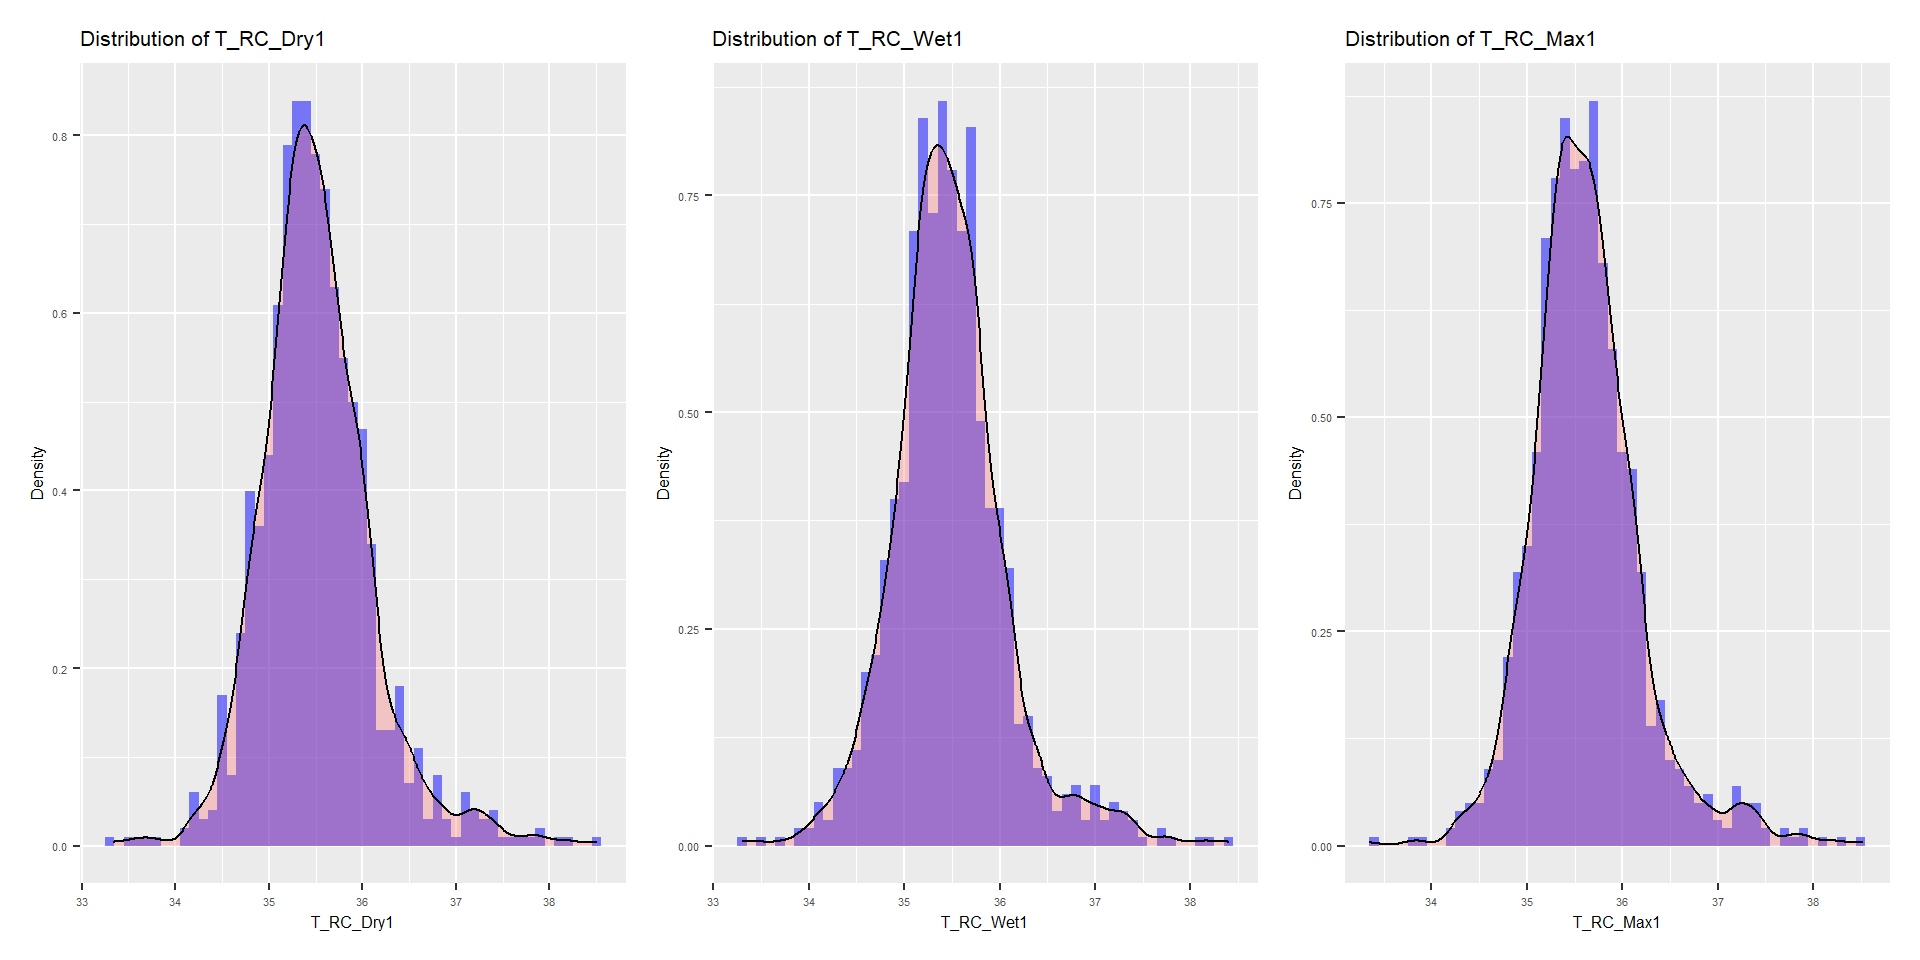 Distribution of T_RC_Dry1
Density
0.8
0.6
0.4
0.2
0.0
33 34 35 36 37 38
T_RC_Dry1
Distribution of T_RC_Wet1
Density
0.75
0.50
0.25
0.00
33 34 35 36 37 38
T_RC_Wet1
Distribution of T_RC_Max1
Density
0.75
0.50
0.25
0.00
34 35 36 37 38
T_RC_Max1